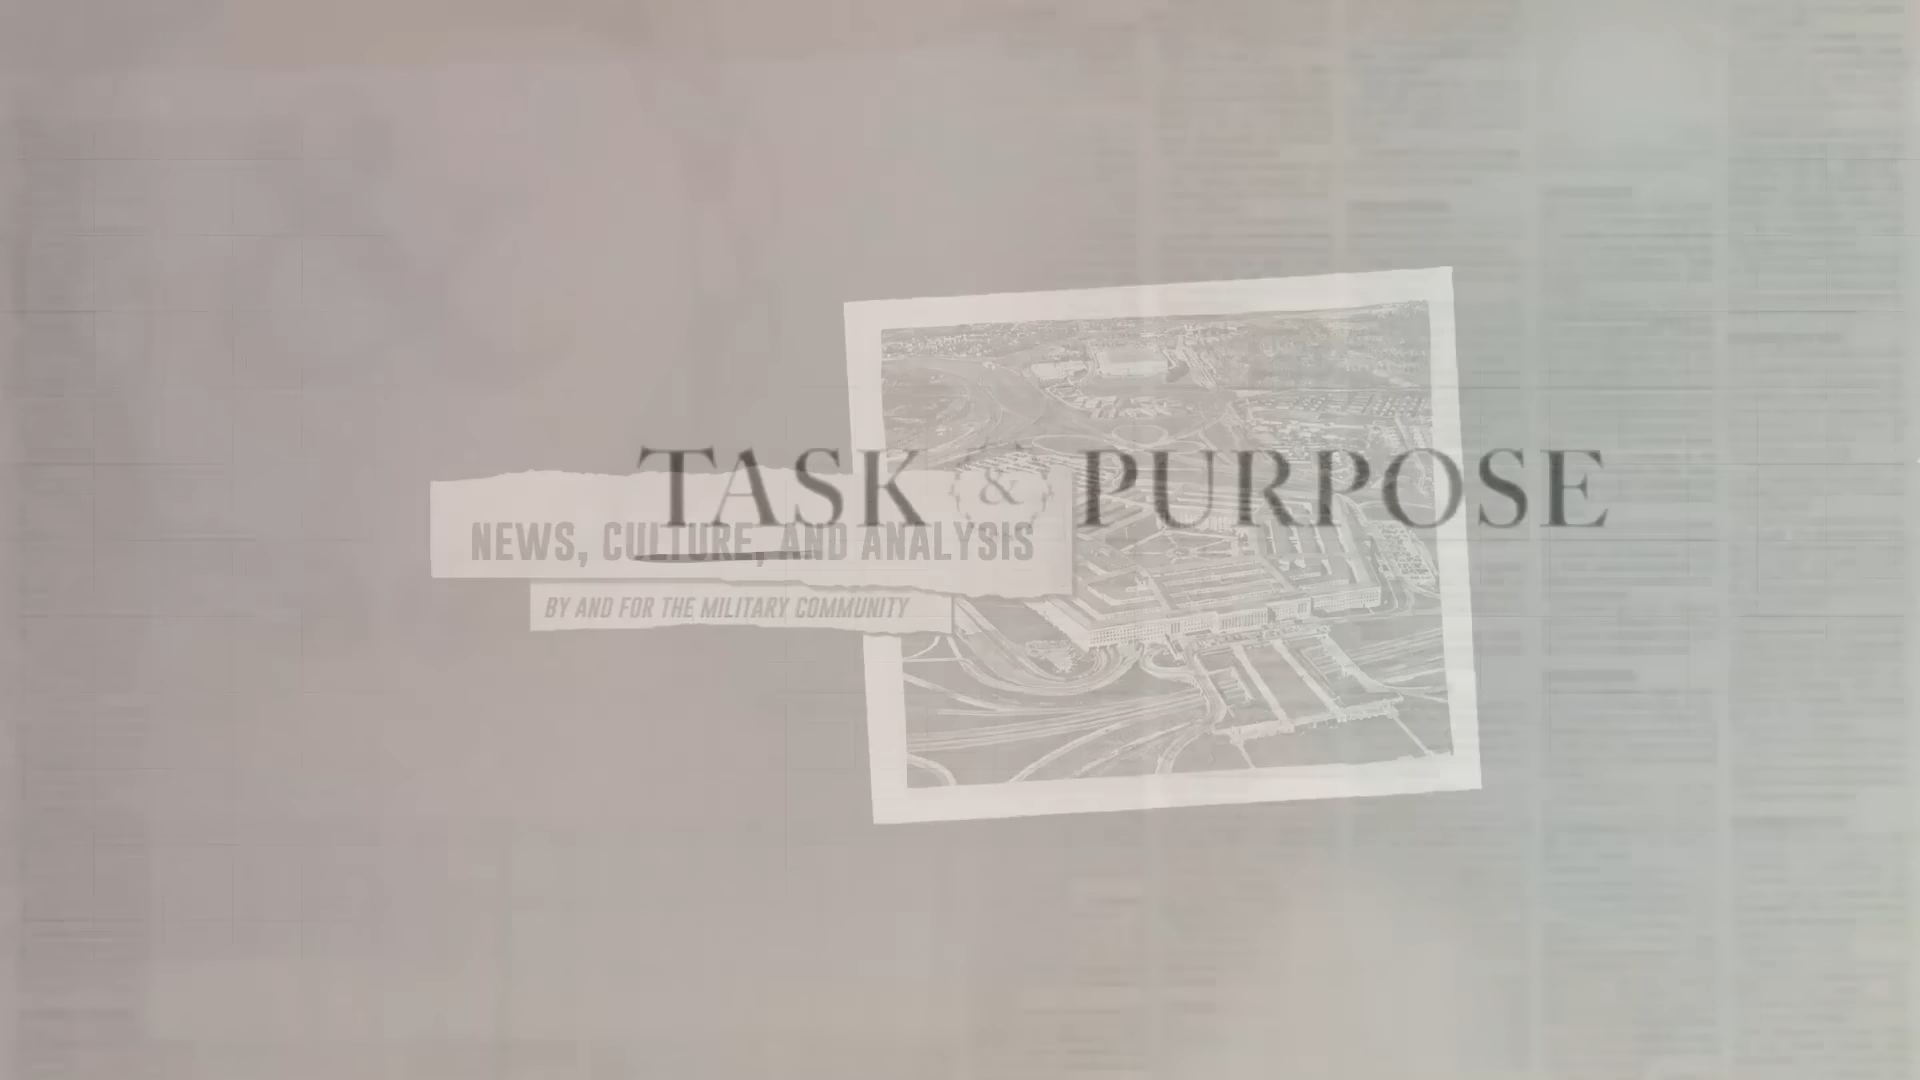 TASK & PURPOSE
NEWS, CULTURE, AND ANALYSIS
BY AND FOR THE MILITARY COMMUNITY